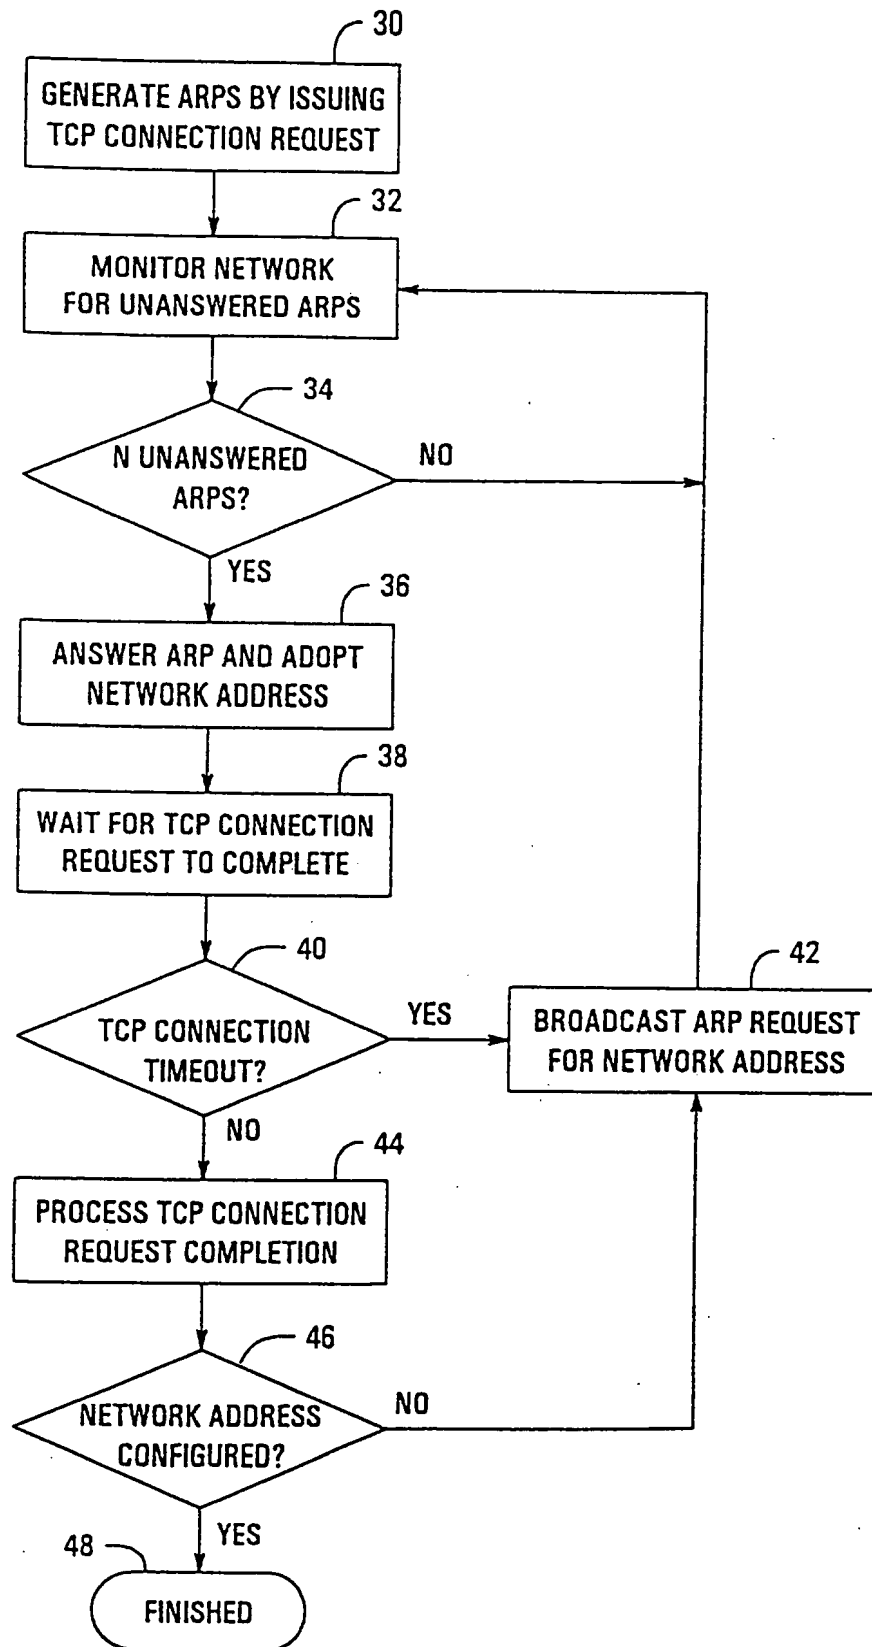 30
GENERATE ARPS BY ISSUING
TCP CONNECTION REQUEST
32
MONITOR NETWORK
FOR UNANSWERED ARPS
34
N UNANSWERED
ARPS?
NO
YES
36
ANSWER ARP AND ADOPT
NETWORK ADDRESS
38
WAIT FOR TCP CONNECTION
REQUEST TO COMPLETE
40
TCP CONNECTION
TIMEOUT?
YES
42
BROADCAST ARP REQUEST
FOR NETWORK ADDRESS
NO
44
PROCESS TCP CONNECTION
REQUEST COMPLETION
46
NETWORK ADDRESS
CONFIGURED?
NO
YES
48
FINISHED